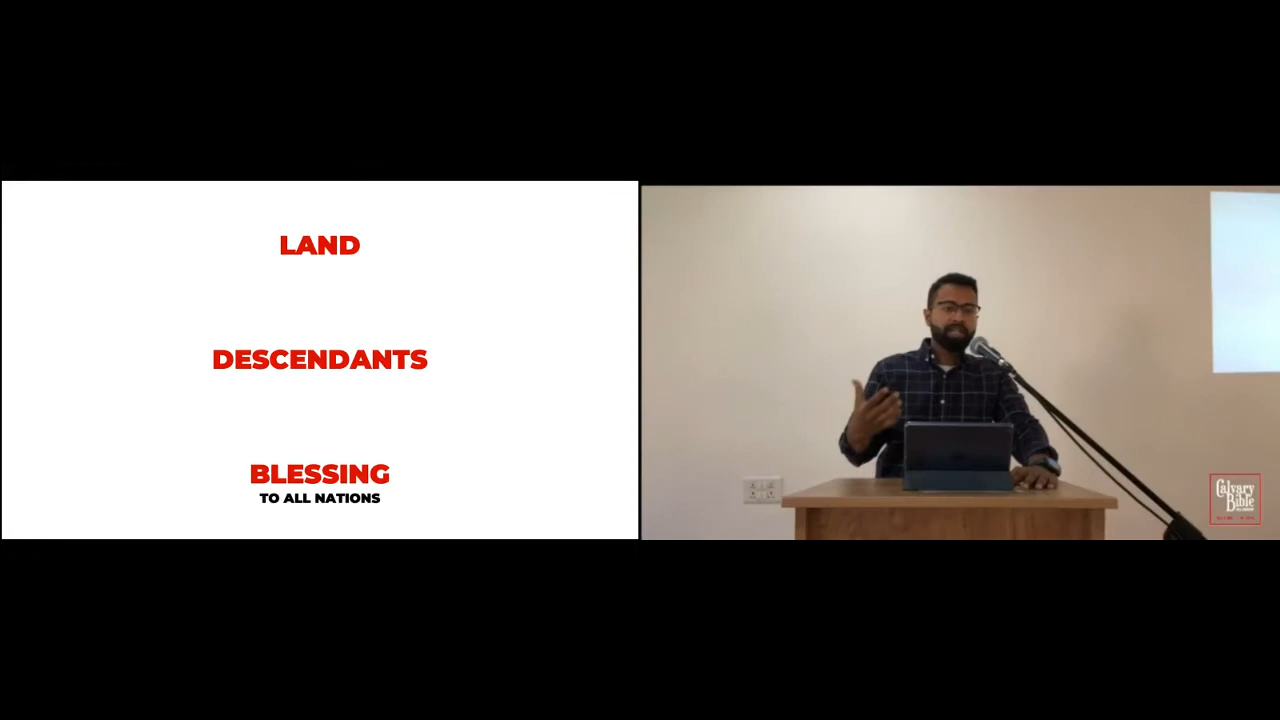 LAND
DESCENDANTS
BLESSING
TO ALL NATIONS
Calvary
Bible